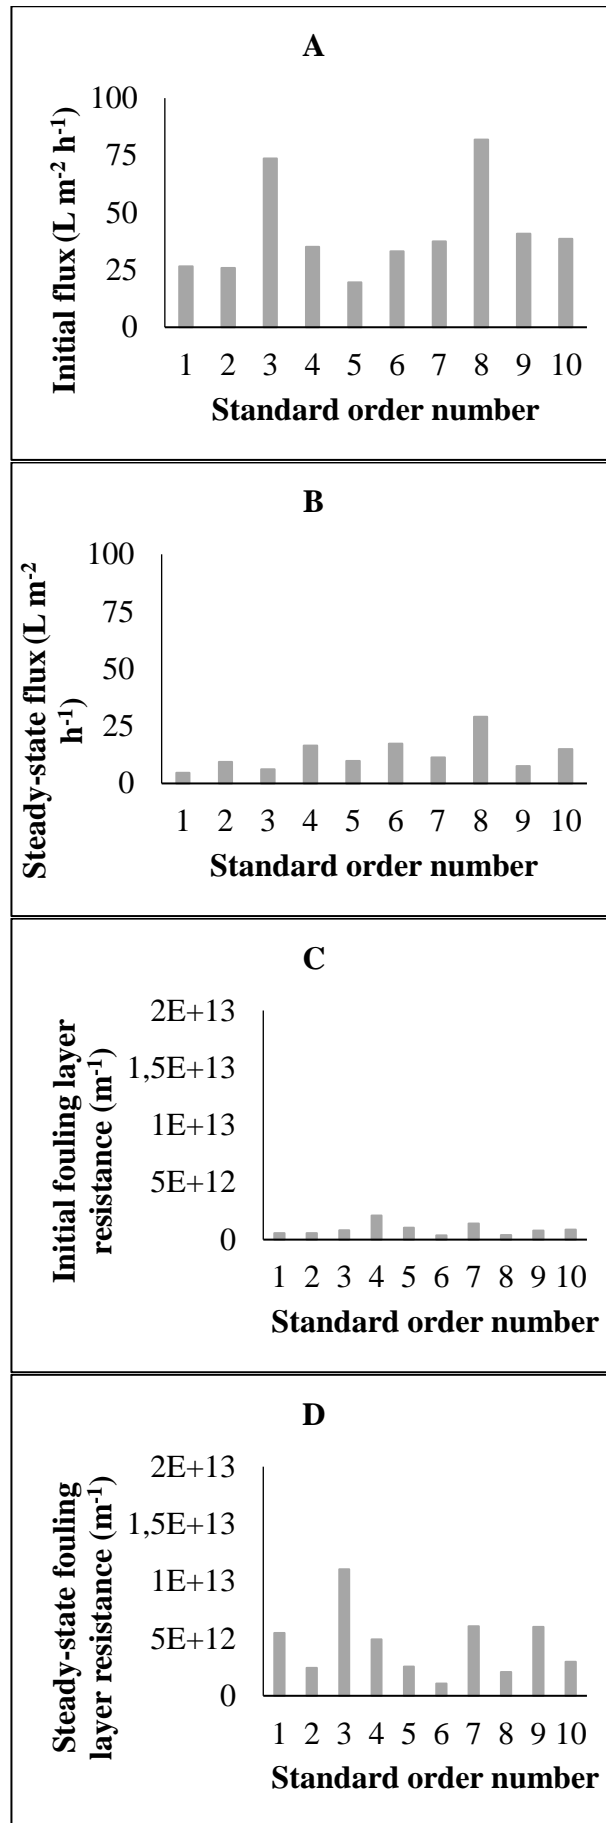 A
Initial flux (L m-2 h-1)
100
75
50
25
0
1 2 3 4 5 6 7 8 9 10
Standard order number
B
Steady-state flux (L m-2
h-1)
100
75
50
25
0
1 2 3 4 5 6 7 8 9 10
Standard order number
C
Initial fouling layer
resistance (m-1)
2E+13
1,5E+13
1E+13
5E+12
0
1 2 3 4 5 6 7 8 9 10
Standard order number
D
Steady-state fouling
layer resistance (m-1)
2E+13
1,5E+13
1E+13
5E+12
0
1 2 3 4 5 6 7 8 9 10
Standard order number